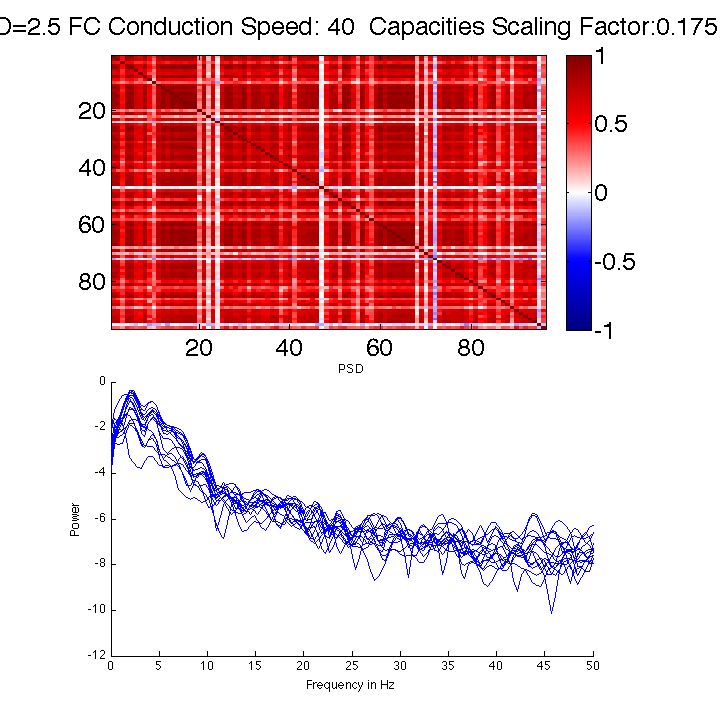 D=2.5 FC Conduction Speed: 40 Capacities Scaling Factor:0.175
1
20
0.5
40
0
60
-0.5
80
-1
20 40 60 80
PSD
0
-2
-4
-6
-8
-10
-12
Power
0 5 10 15 20 25 30 35 40 45 50
Frequency in Hz